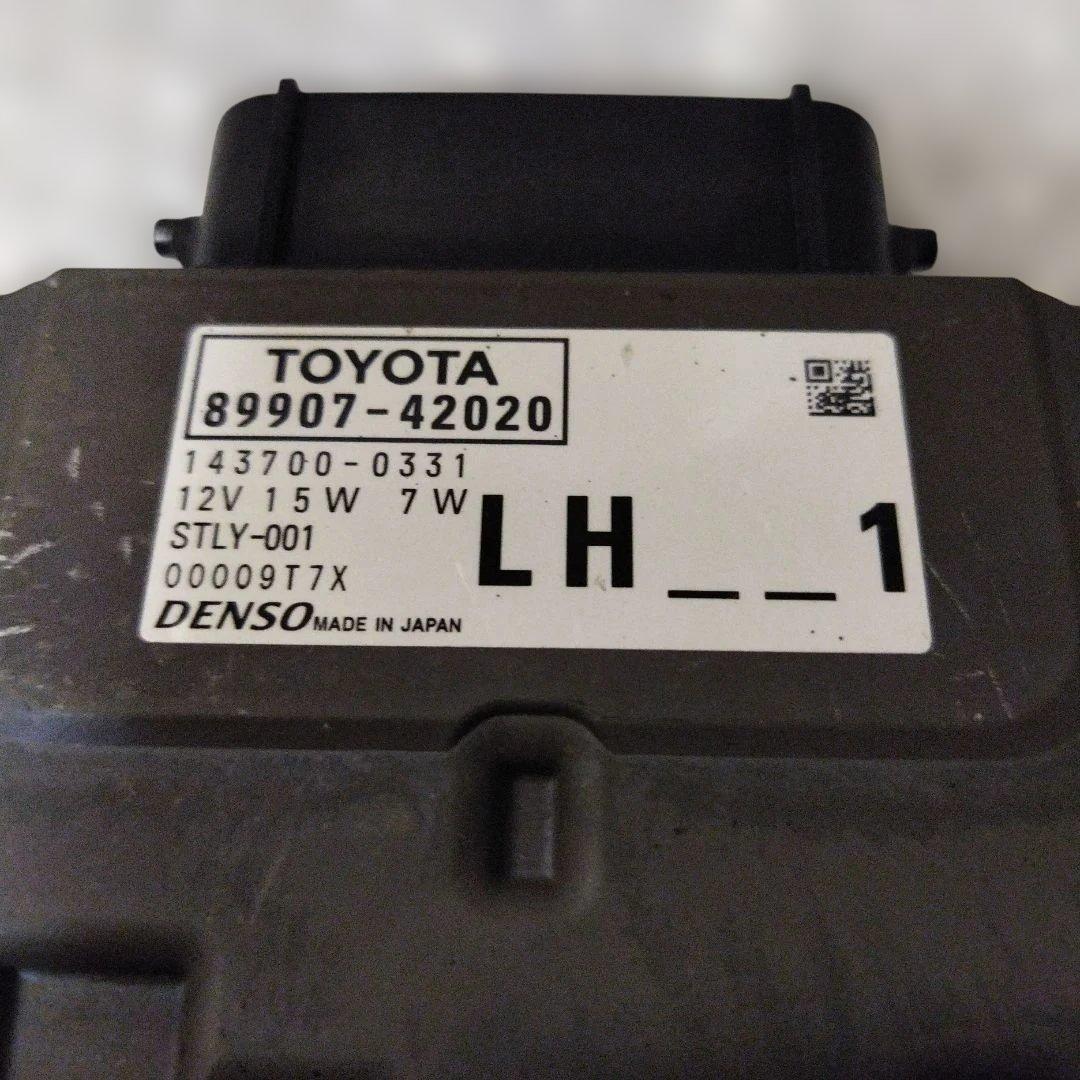 TOYOTA
89907-42020
143700-0331
12V 15W 7W
STLY-001
00009T7X
LH__1
DENSO MADE IN JAPAN